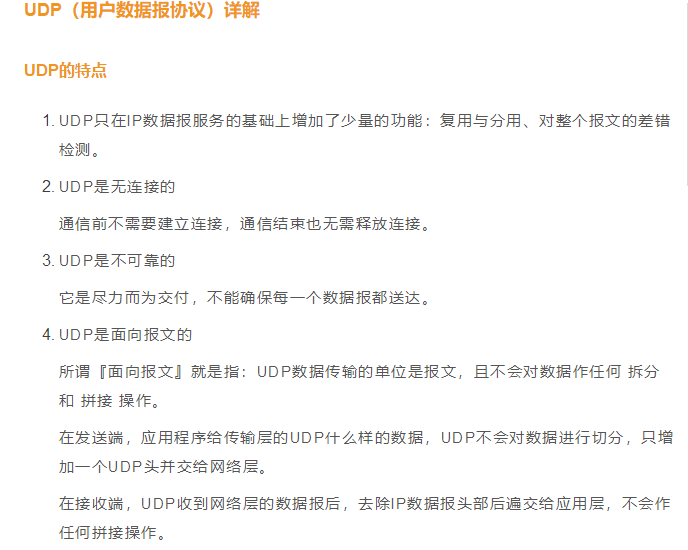 UDP（用户数据报协议）详解
UDP的特点
1. UDP只在IP数据报服务的基础上增加了少量的功能：复用与分用、对整个报文的差错
检测。
2. UDP是无连接的
通信前不需要建立连接，通信结束也无需释放连接。
3. UDP是不可靠的
它是尽力而为交付，不能确保每一个数据报都送达。
4. UDP是面向报文的
所谓『面向报文』就是指：UDP数据传输的单位是报文，且不会对数据作任何 拆分
和 拼接 操作。
在发送端，应用程序给传输层的UDP什么样的数据，UDP不会对数据进行切分，只增
加一个UDP头并交给网络层。
在接收端，UDP收到网络层的数据报后，去除IP数据报头部后遍交给应用层，不会作
任何拼接操作。